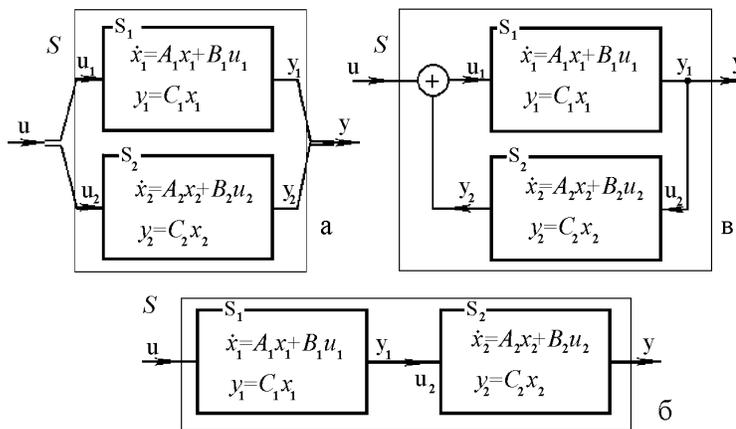 S
S₁
u₁
ẋ₁=A₁x₁+B₁u₁
y₁=C₁x₁
y₁
u
y
S₂
u₂
ẋ₂=A₂x₂+B₂u₂
y₂=C₂x₂
y₂
а
S
S₁
u
+
u₁
ẋ₁=A₁x₁+B₁u₁
y₁=C₁x₁
y₁
y
S₂
y₂
ẋ₂=A₂x₂+B₂u₂
y₂=C₂x₂
u₂
в
S
S₁
u
ẋ₁=A₁x₁+B₁u₁
y₁=C₁x₁
y₁
u₂
S₂
ẋ₂=A₂x₂+B₂u₂
y₂=C₂x₂
y
б